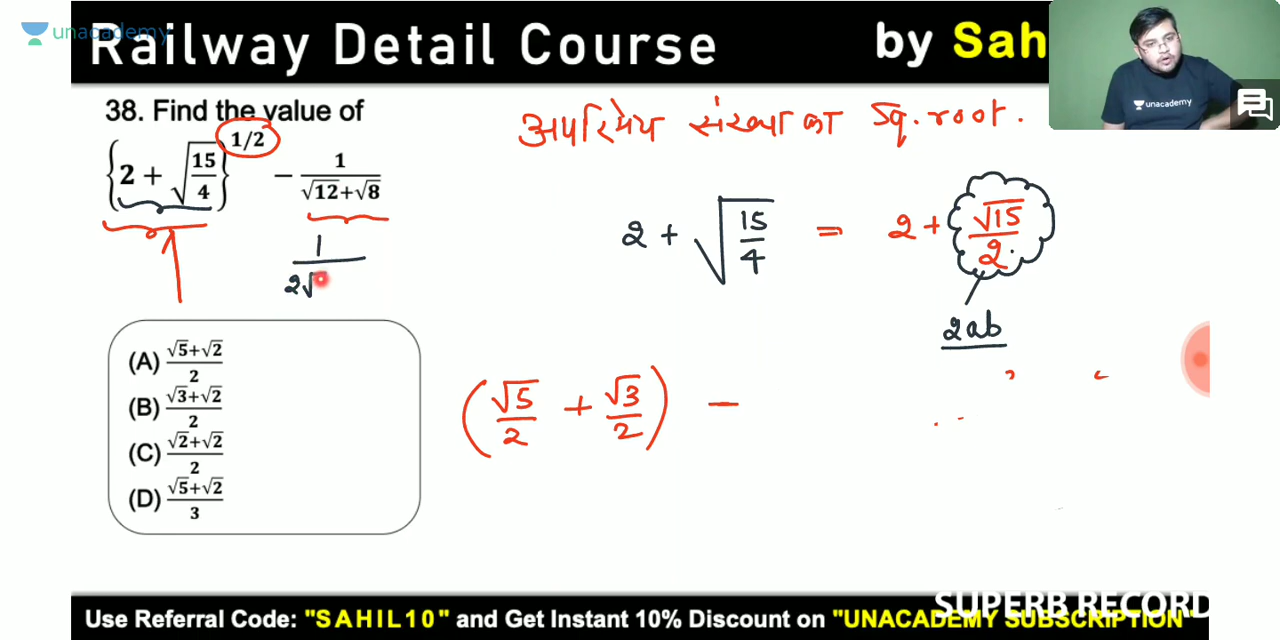 unacademy
Railway Detail Course by Sah
38. Find the value of
{2 + √(15/4)}^1/2 − 1/(√12+√8)
1/2√
(A) (√5+√2)/2
(B) (√3+√2)/2
(C) (√2+√2)/2
(D) (√5+√2)/3
अपरिमेय संख्या का Sq. root.
2 + √(15/4) = 2 + √15/2
2ab
(√5/2 + √3/2) −
unacademy
SUPERB RECORD
Use Referral Code: "SAHIL10" and Get Instant 10% Discount on "UNACADEMY SUBSCRIPTION"